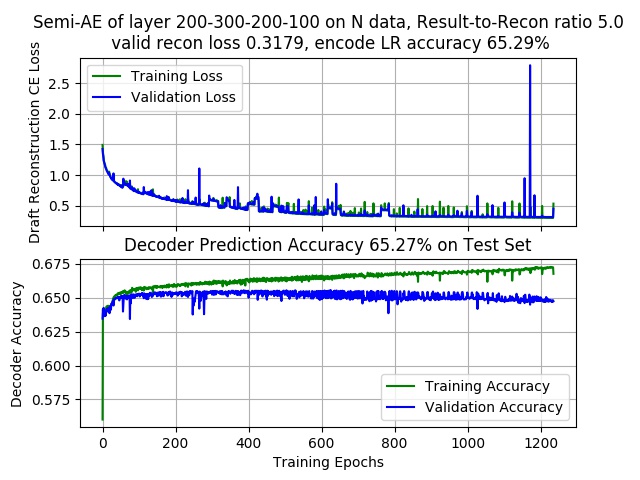 Semi-AE of layer 200-300-200-100 on N data, Result-to-Recon ratio 5.0
valid recon loss 0.3179, encode LR accuracy 65.29%
Draft Reconstruction CE Loss
2.5
2.0
1.5
1.0
0.5
Training Loss
Validation Loss
Decoder Prediction Accuracy 65.27% on Test Set
Decoder Accuracy
0.675
0.650
0.625
0.600
0.575
Training Accuracy
Validation Accuracy
0 200 400 600 800 1000 1200
Training Epochs